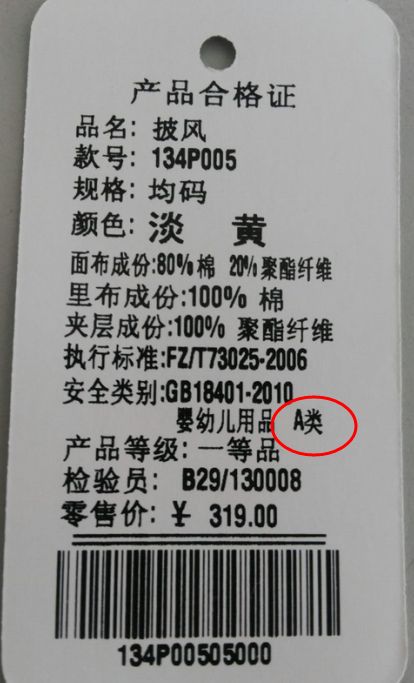 产品合格证
品名: 披风
款号: 134P005
规格: 均码
颜色: 淡 黄
面布成份:80% 棉 20% 聚酯纤维
里布成份:100% 棉
夹层成份:100% 聚酯纤维
执行标准:FZ/T73025-2006
安全类别:GB18401-2010
婴幼儿用品 A类
产品等级: 一等品
检验员: B29/130008
零售价: ¥ 319.00
134P00505000